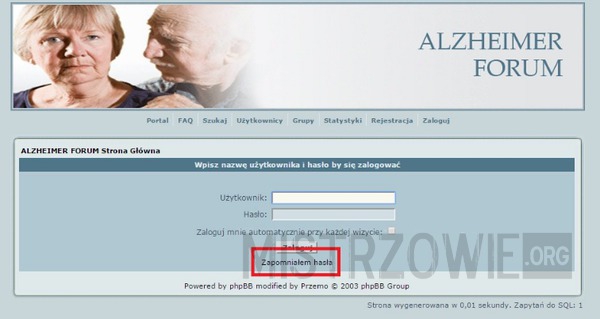 ALZHEIMER
FORUM
Portal FAQ Szukaj Użytkownicy Grupy Statystyki Rejestracja Zaloguj
ALZHEIMER FORUM Strona Główna
Wpisz nazwę użytkownika i hasło by się zalogować
Użytkownik:
Hasło:
Zaloguj mnie automatycznie przy każdej wizycie:
Zaloguj
Zapomniałem hasła
MISTRZOWIE.ORG
Powered by phpBB modified by Przemo © 2003 phpBB Group
Strona wygenerowana w 0,01 sekundy. Zapytań do SQL: 1